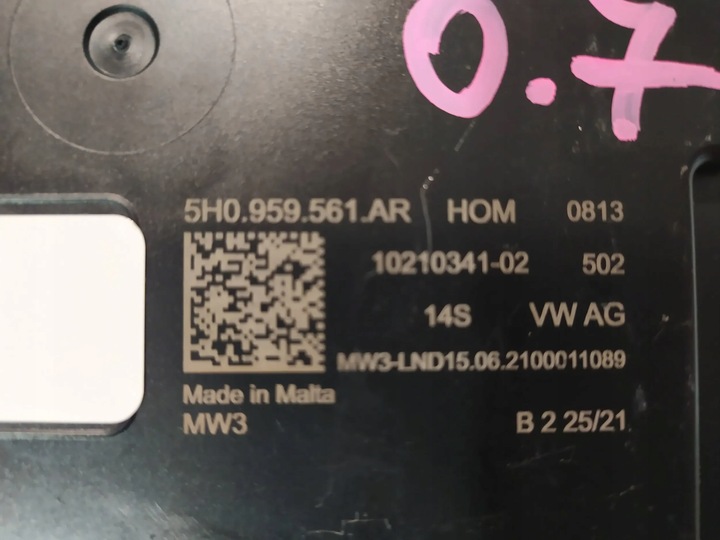 0.7
5H0.959.561.AR HOM 0813
10210341-02 502
14S VW AG
MW3-LND15.06.2100011089
Made in Malta
MW3 B 2 25/21